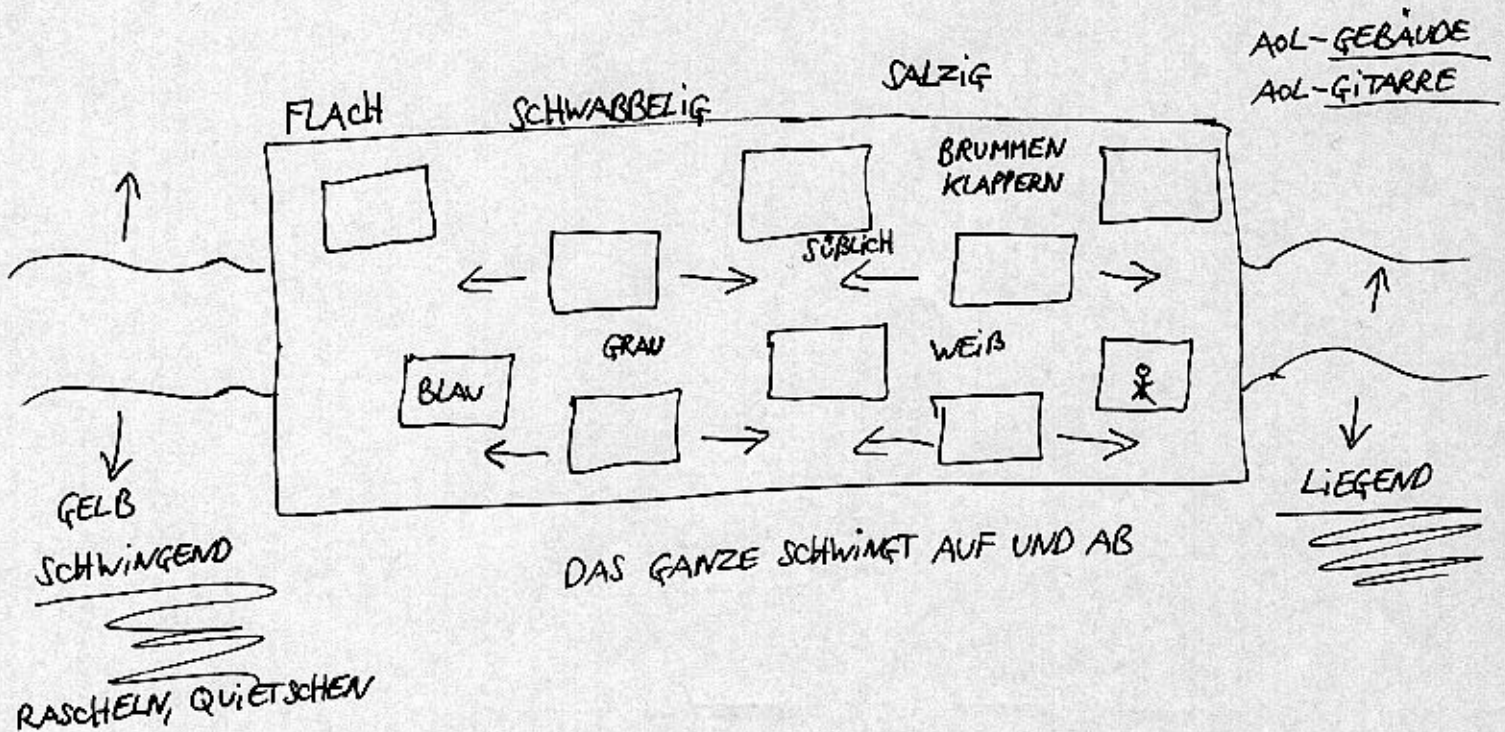 AOL-GEBÄUDE
AOL-GITARRE
FLACH
SCHWABBELIG
SALZIG
BRUMMEN
KLAPPERN
SÜßLICH
GRAU
WEIß
BLAU
GELB
SCHWINGEND
LIEGEND
DAS GANZE SCHWINGT AUF UND AB
RASCHELN, QUIETSCHEN